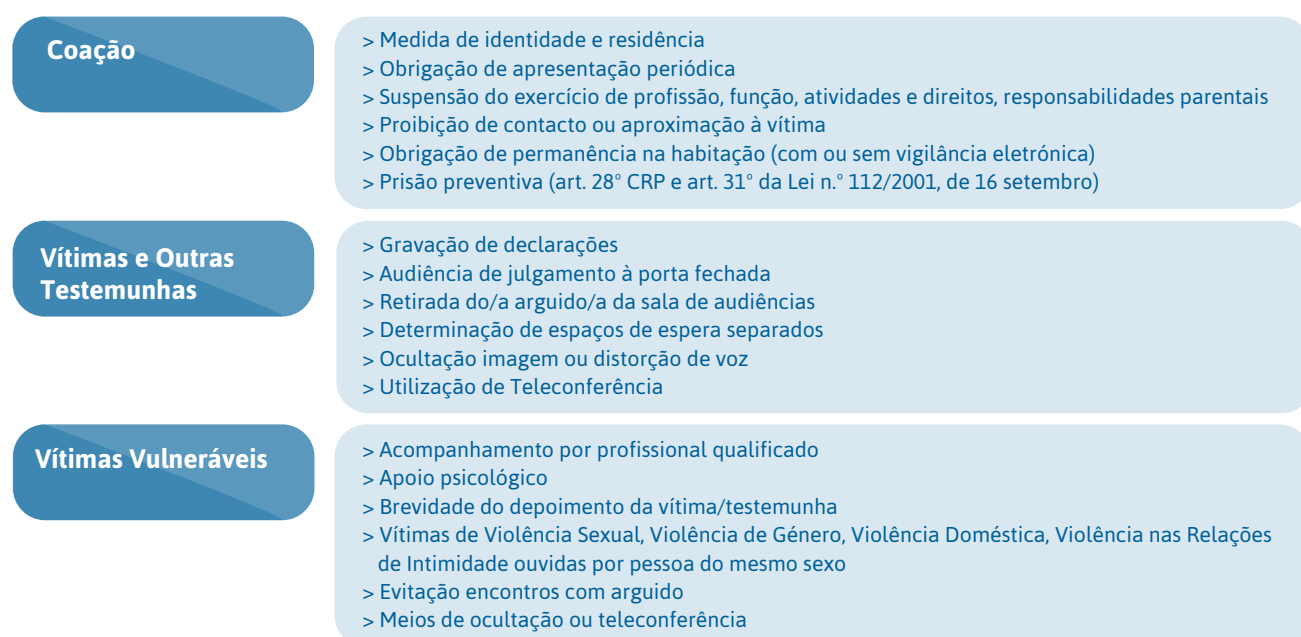 Coação
> Medida de identidade e residência
> Obrigação de apresentação periódica
> Suspensão do exercício de profissão, função, atividades e direitos, responsabilidades parentais
> Proibição de contacto ou aproximação à vítima
> Obrigação de permanência na habitação (com ou sem vigilância eletrónica)
> Prisão preventiva (art. 28° CRP e art. 31° da Lei n.° 112/2001, de 16 setembro)
Vítimas e Outras
Testemunhas
> Gravação de declarações
> Audiência de julgamento à porta fechada
> Retirada do/a arguido/a da sala de audiências
> Determinação de espaços de espera separados
> Ocultação imagem ou distorção de voz
> Utilização de Teleconferência
Vítimas Vulneráveis
> Acompanhamento por profissional qualificado
> Apoio psicológico
> Brevidade do depoimento da vítima/testemunha
> Vítimas de Violência Sexual, Violência de Género, Violência Doméstica, Violência nas Relações
de Intimidade ouvidas por pessoa do mesmo sexo
> Evitação encontros com arguido
> Meios de ocultação ou teleconferência